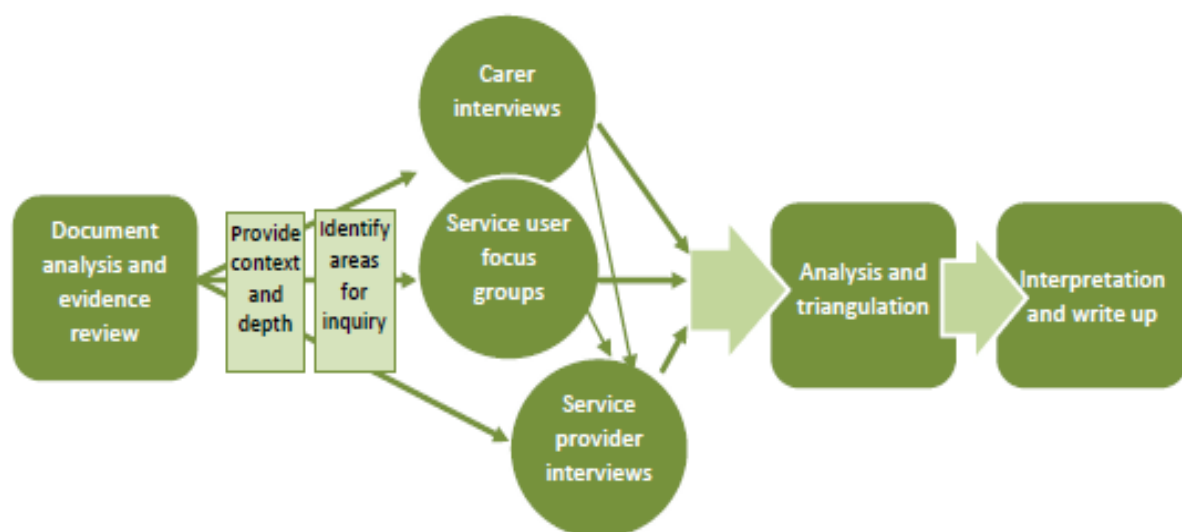 Document
analysis and
evidence
review
Provide
context
and
depth
Identify
areas
for
inquiry
Carer
interviews
Service user
focus
groups
Service
provider
interviews
Analysis and
triangulation
Interpretation
and write up